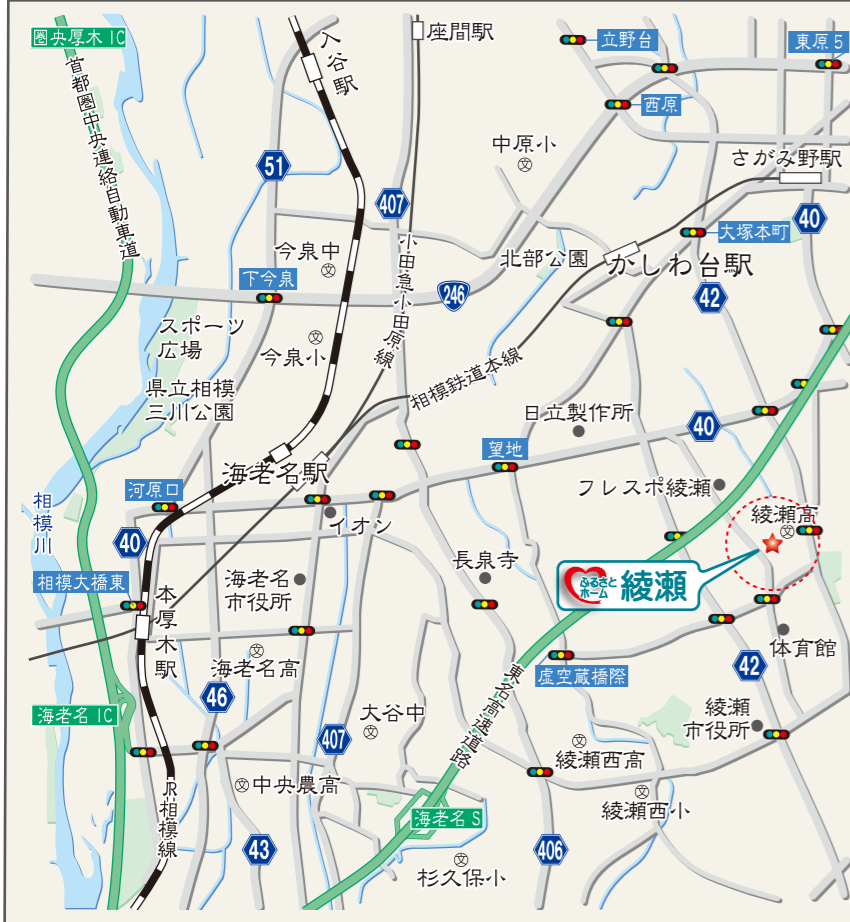 圏央厚木 IC
首都圏中央連絡自動車道
入谷駅
座間駅
立野台
東原 5
西原
中原小
さがみ野駅
51
407
40
大塚本町
今泉中
小田急小田原線
北部公園
かしわ台駅
下今泉
246
42
スポーツ
広場
今泉小
県立相模
三川公園
相模鉄道本線
日立製作所
40
望地
海老名駅
河原口
フレスポ綾瀬
相模川
イオン
綾瀬高
40
相模大橋東
海老名
市役所
長泉寺
ふるさと
ホーム
綾瀬
本厚木駅
体育館
海老名高
虚空蔵橋際
42
東名高速道路
46
海老名 IC
大谷中
407
綾瀬
市役所
綾瀬西高
中央農高
JR相模線
綾瀬西小
海老名 S
43
406
杉久保小